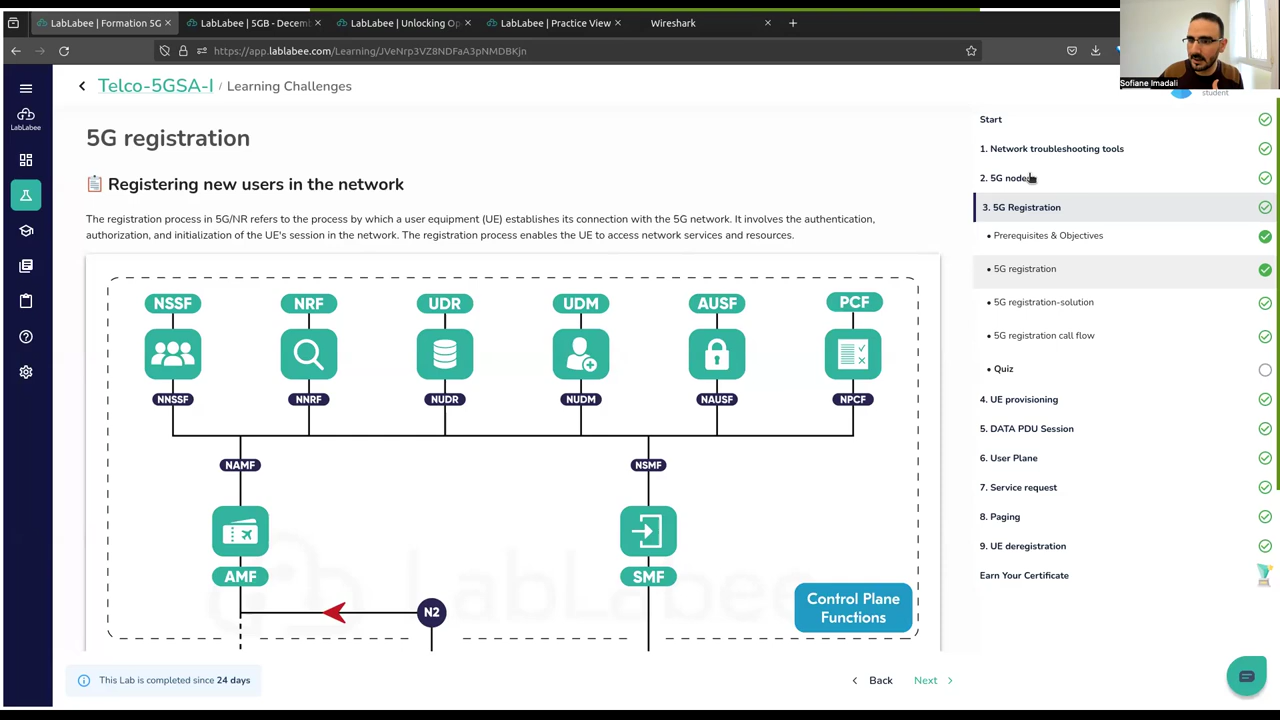 LabLabee | Formation 5G
LabLabee | 5GB - Decem
LabLabee | Unlocking Op
LabLabee | Practice View
Wireshark
https://app.lablabee.com/Learning/JVeNrp3VZ8NDFaA3pNMDBKjn
Sofiane Imadali
student
LabLabee
Telco-5GSA-I / Learning Challenges
5G registration
Registering new users in the network
The registration process in 5G/NR refers to the process by which a user equipment (UE) establishes its connection with the 5G network. It involves the authentication,
authorization, and initialization of the UE's session in the network. The registration process enables the UE to access network services and resources.
NSSF
NRF
UDR
UDM
AUSF
PCF
NNSSF
NNRF
NUDR
NUDM
NAUSF
NPCF
NAMF
NSMF
AMF
SMF
N2
Control Plane
Functions
LabLabee
This Lab is completed since 24 days
Back
Next
Start
1. Network troubleshooting tools
2. 5G nodes
3. 5G Registration
• Prerequisites & Objectives
• 5G registration
• 5G registration-solution
• 5G registration call flow
• Quiz
4. UE provisioning
5. DATA PDU Session
6. User Plane
7. Service request
8. Paging
9. UE deregistration
Earn Your Certificate